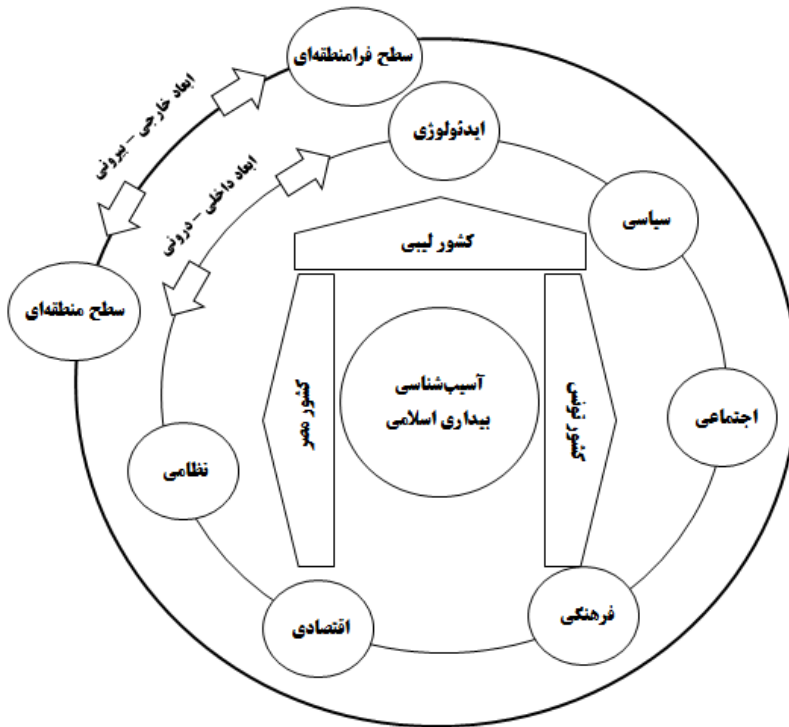 سطح فرامنطقه‌ای
ابعاد خارجی – بیرونی
ایدئولوژی
ابعاد داخلی – درونی
سیاسی
کشور لیبی
سطح منطقه‌ای
آسیب‌شناسی
بیداری اسلامی
کشور مصر
کشور تونس
اجتماعی
نظامی
فرهنگی
اقتصادی